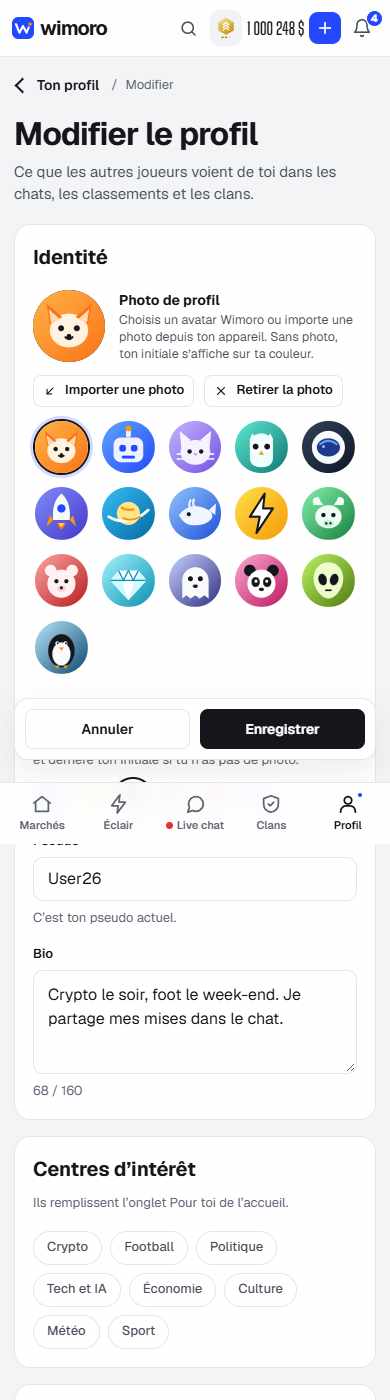 wimoro
1 000 248 $
4
Ton profil / Modifier
Modifier le profil
Ce que les autres joueurs voient de toi dans les
chats, les classements et les clans.
Identité
Photo de profil
Choisis un avatar Wimoro ou importe une
photo depuis ton appareil. Sans photo,
ton initiale s'affiche sur ta couleur.
Importer une photo
Retirer la photo
Annuler
Enregistrer
et derrière ton initiale si tu n'as pas de photo.
Marchés
Éclair
Live chat
Clans
Profil
User26
C'est ton pseudo actuel.
Bio
Crypto le soir, foot le week-end. Je
partage mes mises dans le chat.
68 / 160
Centres d'intérêt
Ils remplissent l'onglet Pour toi de l'accueil.
Crypto
Football
Politique
Tech et IA
Économie
Culture
Météo
Sport